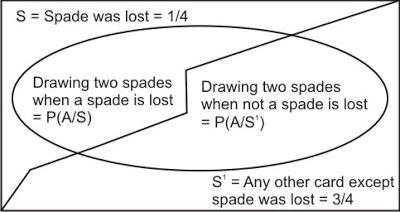 S = Spade was lost = 1/4
Drawing two spades
when a spade is lost
= P(A/S)
Drawing two spades
when not a spade is lost
= P(A/S¹)
S¹ = Any other card except
spade was lost = 3/4